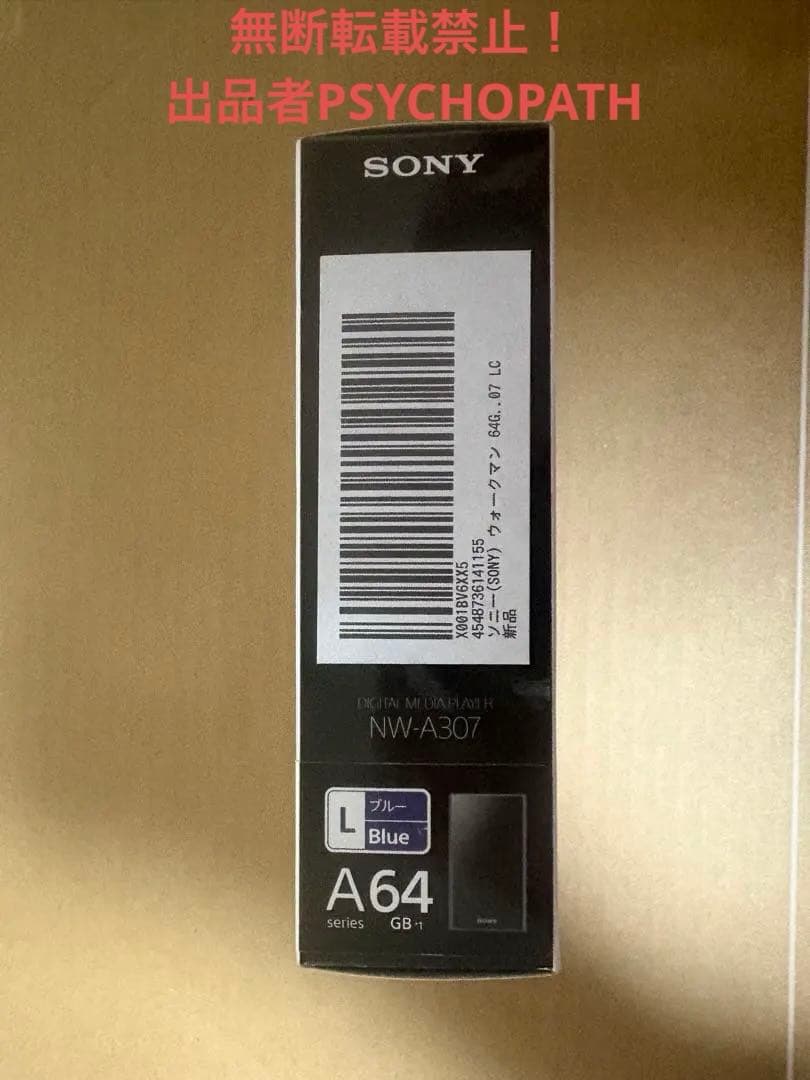 無断転載禁止！
出品者PSYCHOPATH
SONY
X001BV6XX5
4548736141155
ソニー(SONY) ウォークマン 64G..07 LC
新品
DIGITAL MEDIA PLAYER
NW-A307
L
ブルー
Blue
A64
series GB *1
SONY